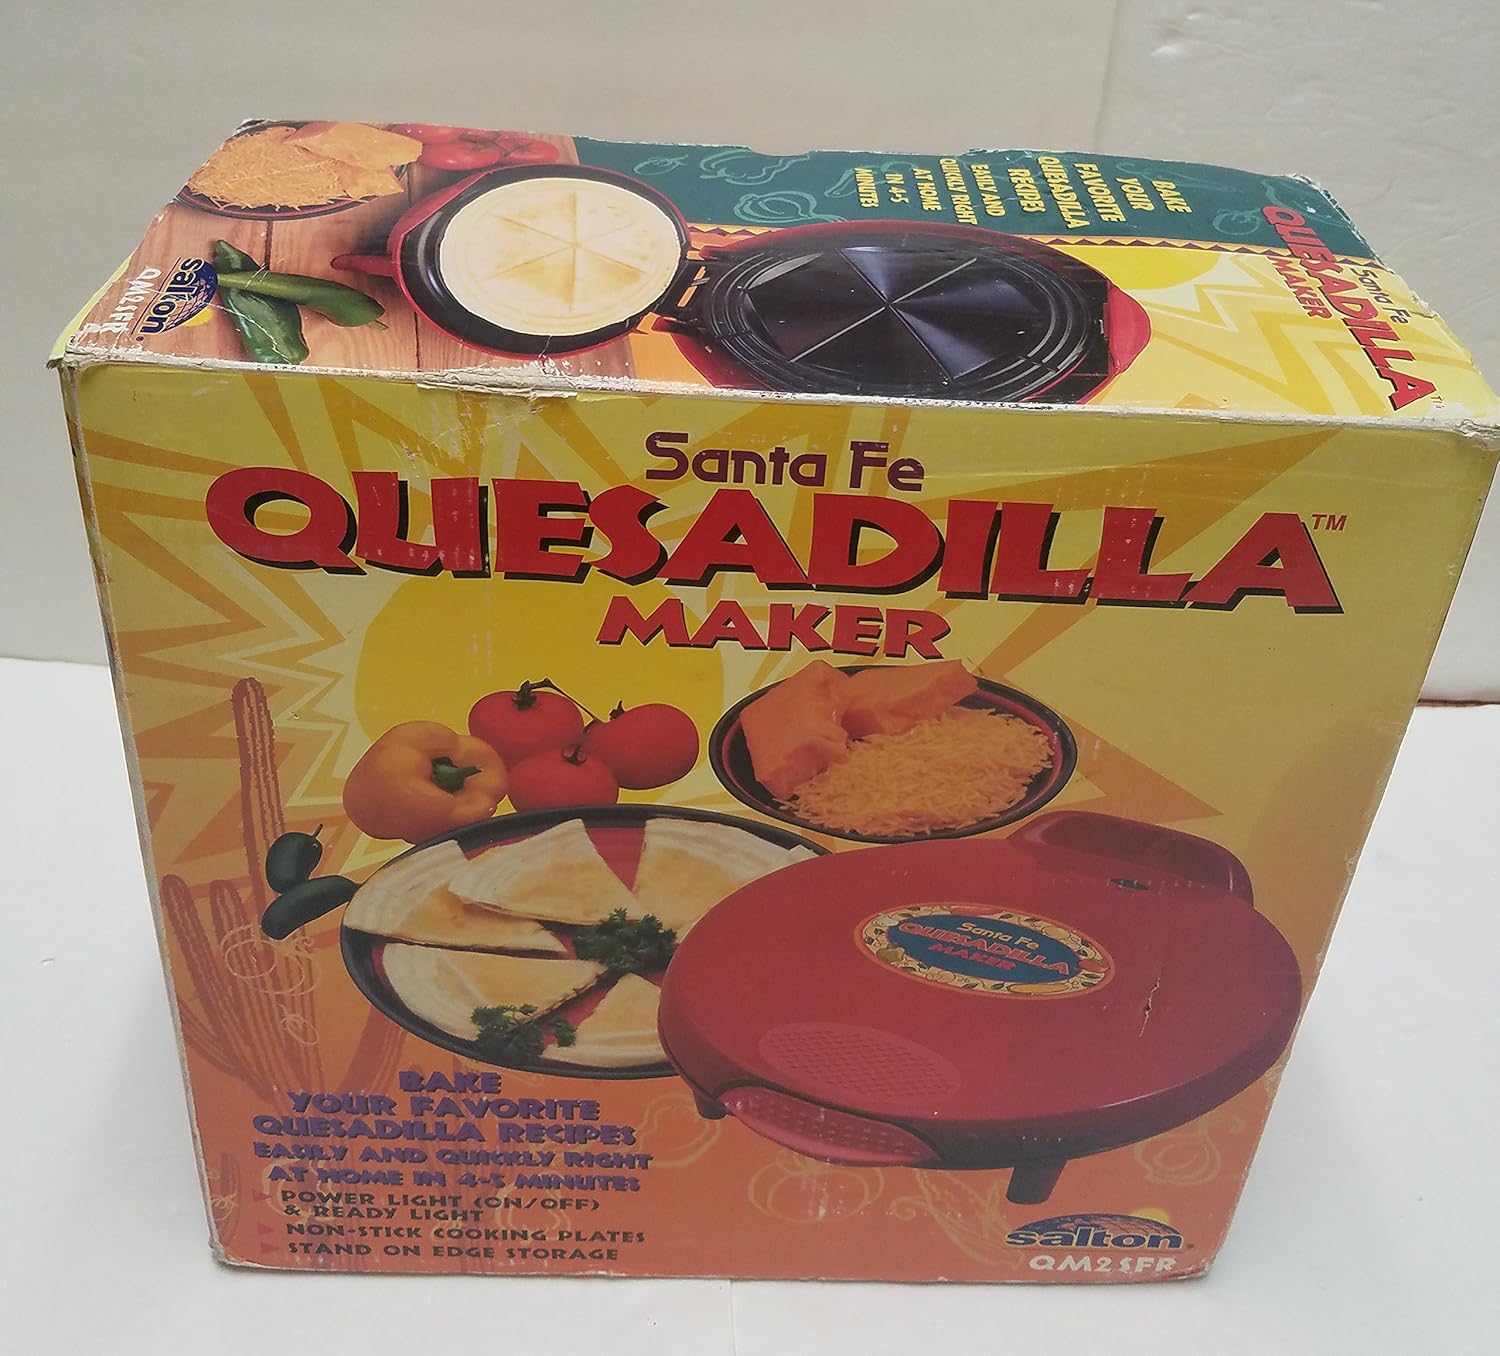 BAKE
YOUR
FAVORITE
QUESADILLA
RECIPES
EASILY AND
QUICKLY RIGHT
AT HOME
IN 4-5
MINUTES
Santa Fe
QUESADILLA™
MAKER
salton®
QM2SFR
Santa Fe
QUESADILLA™
MAKER
Santa Fe
QUESADILLA
MAKER
BAKE
YOUR FAVORITE
QUESADILLA RECIPES
EASILY AND QUICKLY RIGHT
AT HOME IN 4-5 MINUTES
POWER LIGHT (ON/OFF)
& READY LIGHT
NON-STICK COOKING PLATES
STAND ON EDGE STORAGE
salton®
QM2SFR